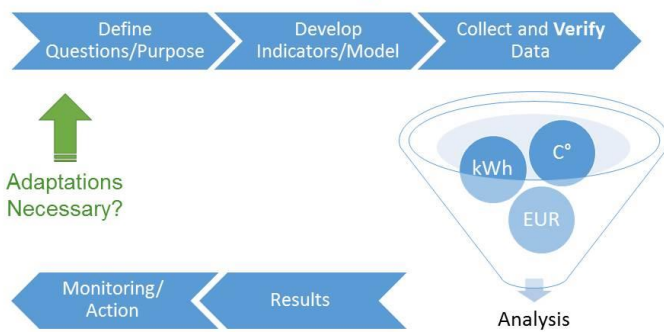 Define
Questions/Purpose
Develop
Indicators/Model
Collect and Verify
Data
Adaptations
Necessary?
kWh
C°
EUR
Analysis
Results
Monitoring/
Action